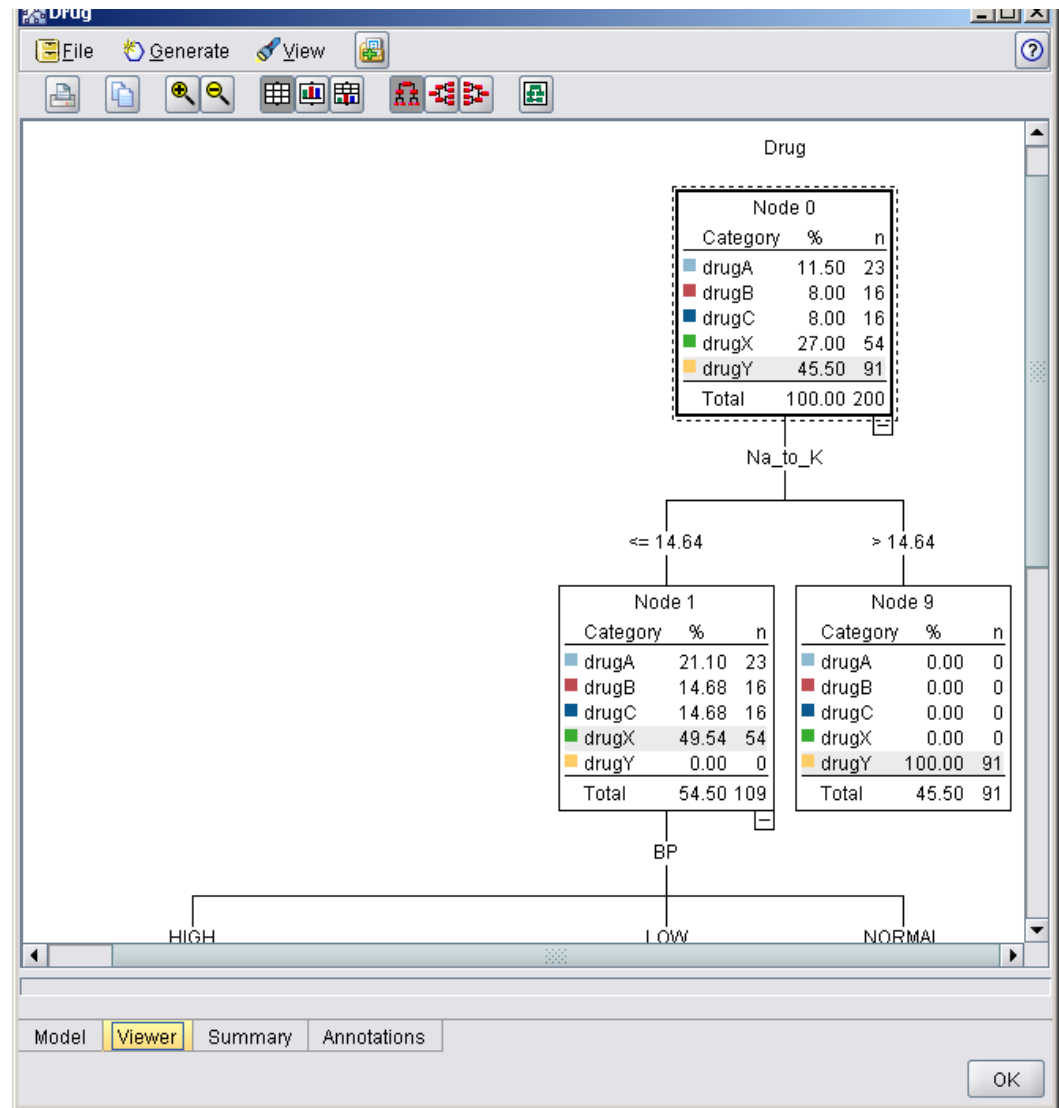 Drug
File Generate View
Drug
Node 0
Category % n
drugA 11.50 23
drugB 8.00 16
drugC 8.00 16
drugX 27.00 54
drugY 45.50 91
Total 100.00 200
Na_to_K
<= 14.64 > 14.64
Node 1
Category % n
drugA 21.10 23
drugB 14.68 16
drugC 14.68 16
drugX 49.54 54
drugY 0.00 0
Total 54.50 109
Node 9
Category % n
drugA 0.00 0
drugB 0.00 0
drugC 0.00 0
drugX 0.00 0
drugY 100.00 91
Total 45.50 91
BP
HIGH LOW NORMAL
Model Viewer Summary Annotations
OK